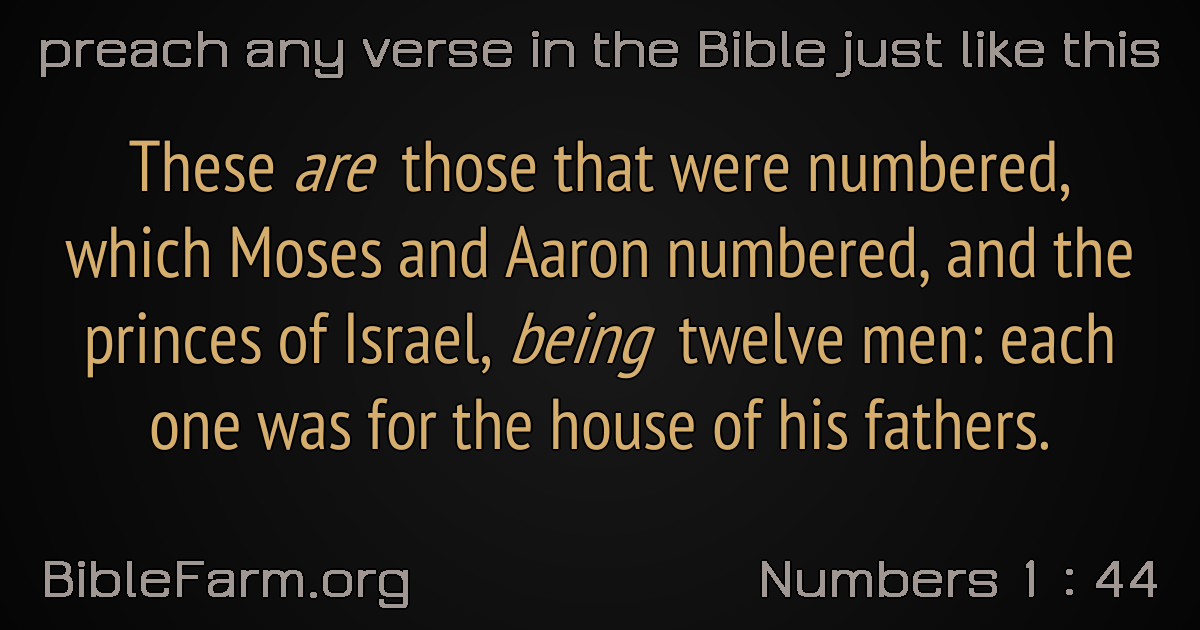 preach any verse in the Bible just like this
These are those that were numbered,
which Moses and Aaron numbered, and the
princes of Israel, being twelve men: each
one was for the house of his fathers.
BibleFarm.org
Numbers 1 : 44